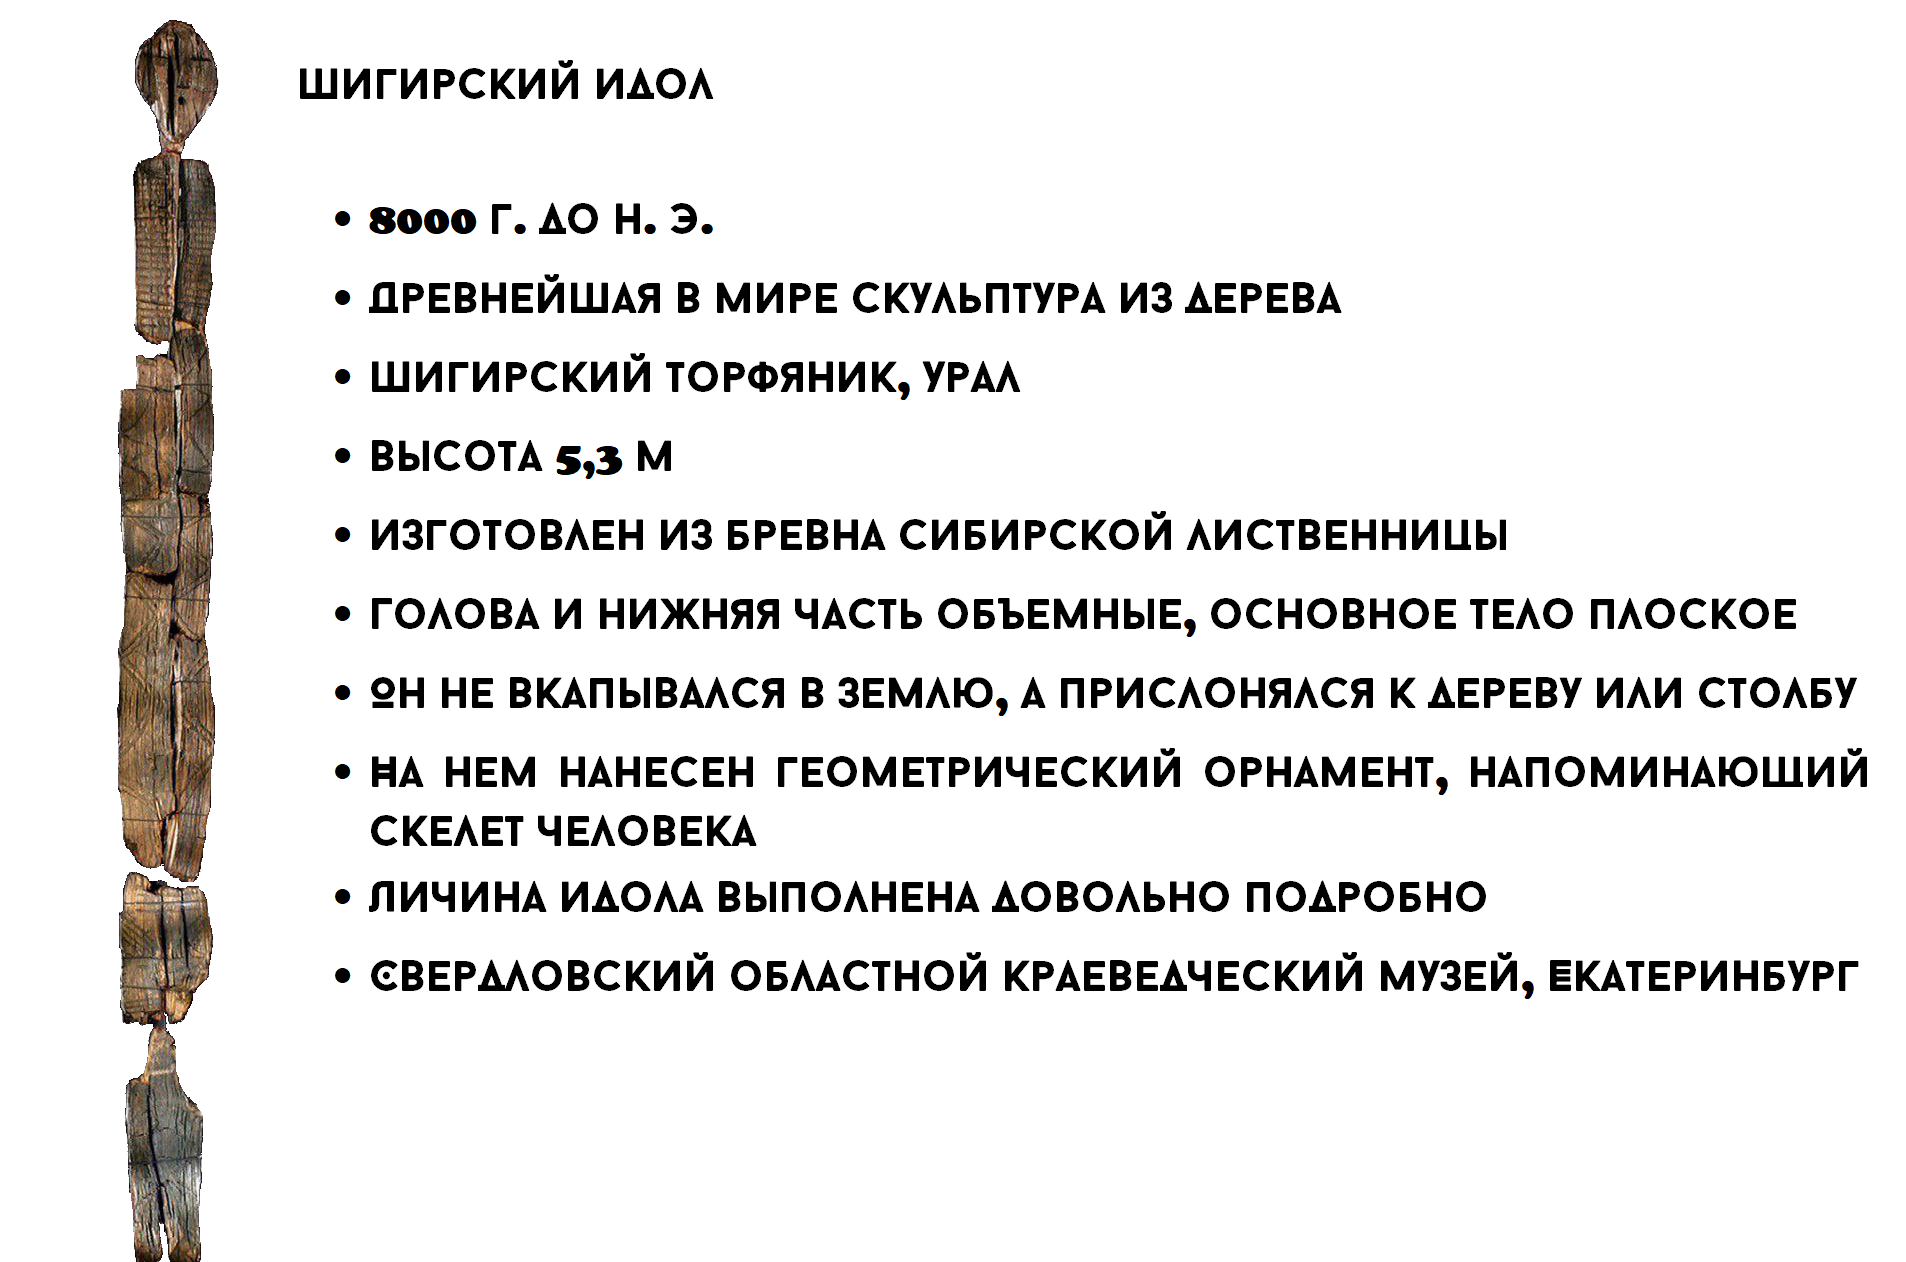 ШИГИРСКИЙ ИДОЛ
• 8000 Г. ДО Н. Э.
• ДРЕВНЕЙШАЯ В МИРЕ СКУЛЬПТУРА ИЗ ДЕРЕВА
• ШИГИРСКИЙ ТОРФЯНИК, УРАЛ
• ВЫСОТА 5,3 М
• ИЗГОТОВЛЕН ИЗ БРЕВНА СИБИРСКОЙ ЛИСТВЕННИЦЫ
• ГОЛОВА И НИЖНЯЯ ЧАСТЬ ОБЪЕМНЫЕ, ОСНОВНОЕ ТЕЛО ПЛОСКОЕ
• ОН НЕ ВКАПЫВАЛСЯ В ЗЕМЛЮ, А ПРИСЛОНЯЛСЯ К ДЕРЕВУ ИЛИ СТОЛБУ
• НА НЕМ НАНЕСЕН ГЕОМЕТРИЧЕСКИЙ ОРНАМЕНТ, НАПОМИНАЮЩИЙ
СКЕЛЕТ ЧЕЛОВЕКА
• ЛИЧИНА ИДОЛА ВЫПОЛНЕНА ДОВОЛЬНО ПОДРОБНО
• СВЕРДЛОВСКИЙ ОБЛАСТНОЙ КРАЕВЕДЧЕСКИЙ МУЗЕЙ, ЕКАТЕРИНБУРГ